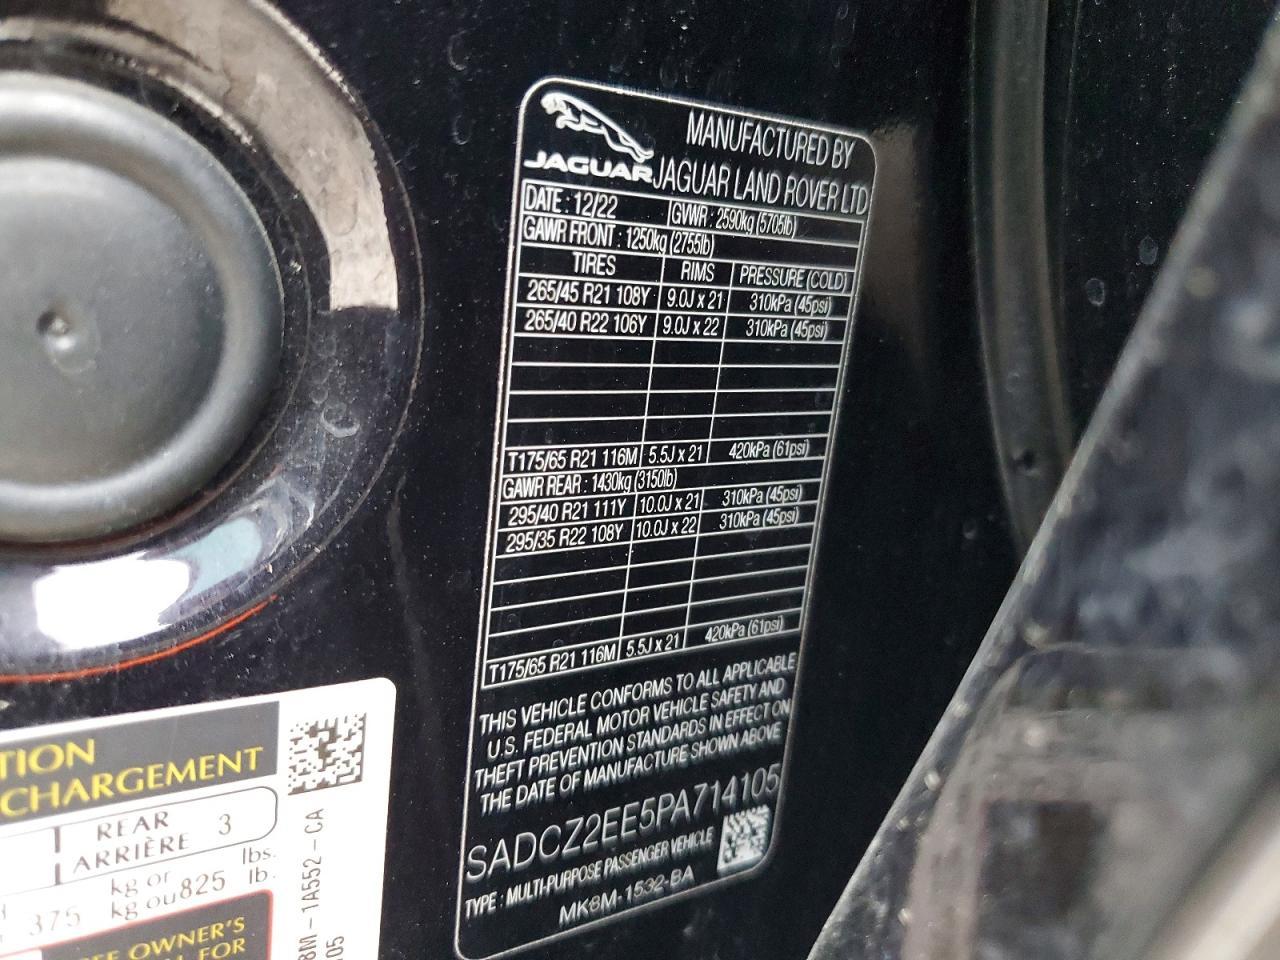 JAGUAR
MANUFACTURED BY
JAGUAR LAND ROVER LTD
DATE : 12/22 GVWR : 2590kg (5705lb)
GAWR FRONT : 1250kg (2755lb)
TIRES RIMS PRESSURE (COLD)
265/45 R21 108Y 9.0J x 21 310kPa (45psi)
265/40 R22 106Y 9.0J x 22 310kPa (45psi)
T175/65 R21 116M 5.5J x 21 420kPa (61psi)
GAWR REAR : 1430kg (3150lb)
295/40 R21 111Y 10.0J x 21 310kPa (45psi)
295/35 R22 108Y 10.0J x 22 310kPa (45psi)
T175/65 R21 116M 5.5J x 21 420kPa (61psi)
THIS VEHICLE CONFORMS TO ALL APPLICABLE
U.S. FEDERAL MOTOR VEHICLE SAFETY AND
THEFT PREVENTION STANDARDS IN EFFECT ON
THE DATE OF MANUFACTURE SHOWN ABOVE
SADCZ2EE5PA714105
TYPE : MULTI-PURPOSE PASSENGER VEHICLE
MK8M-1532-BA
TION
CHARGEMENT
REAR
ARRIÈRE 3
kg or lbs.
375 kg ou 825 lb.
OWNER'S
FOR
8M-1A552-CA
05